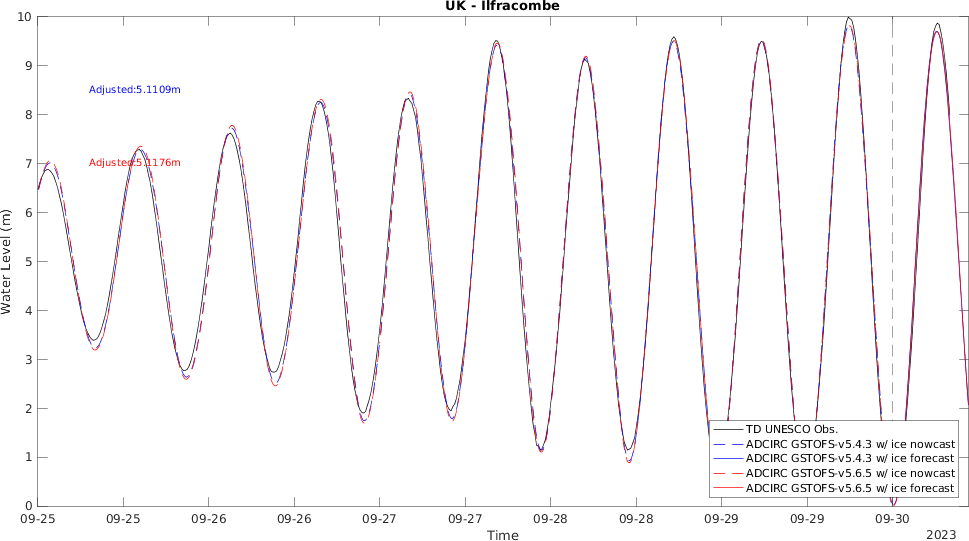 UK - Ilfracombe
10
9
8
7
6
5
4
3
2
1
0
Water Level (m)
Adjusted:5.1109m
Adjusted:5.1176m
TD UNESCO Obs.
ADCIRC GSTOFS-v5.4.3 w/ ice nowcast
ADCIRC GSTOFS-v5.4.3 w/ ice forecast
ADCIRC GSTOFS-v5.6.5 w/ ice nowcast
ADCIRC GSTOFS-v5.6.5 w/ ice forecast
09-25 09-25 09-26 09-26 09-27 09-27 09-28 09-28 09-29 09-29 09-30
Time
2023